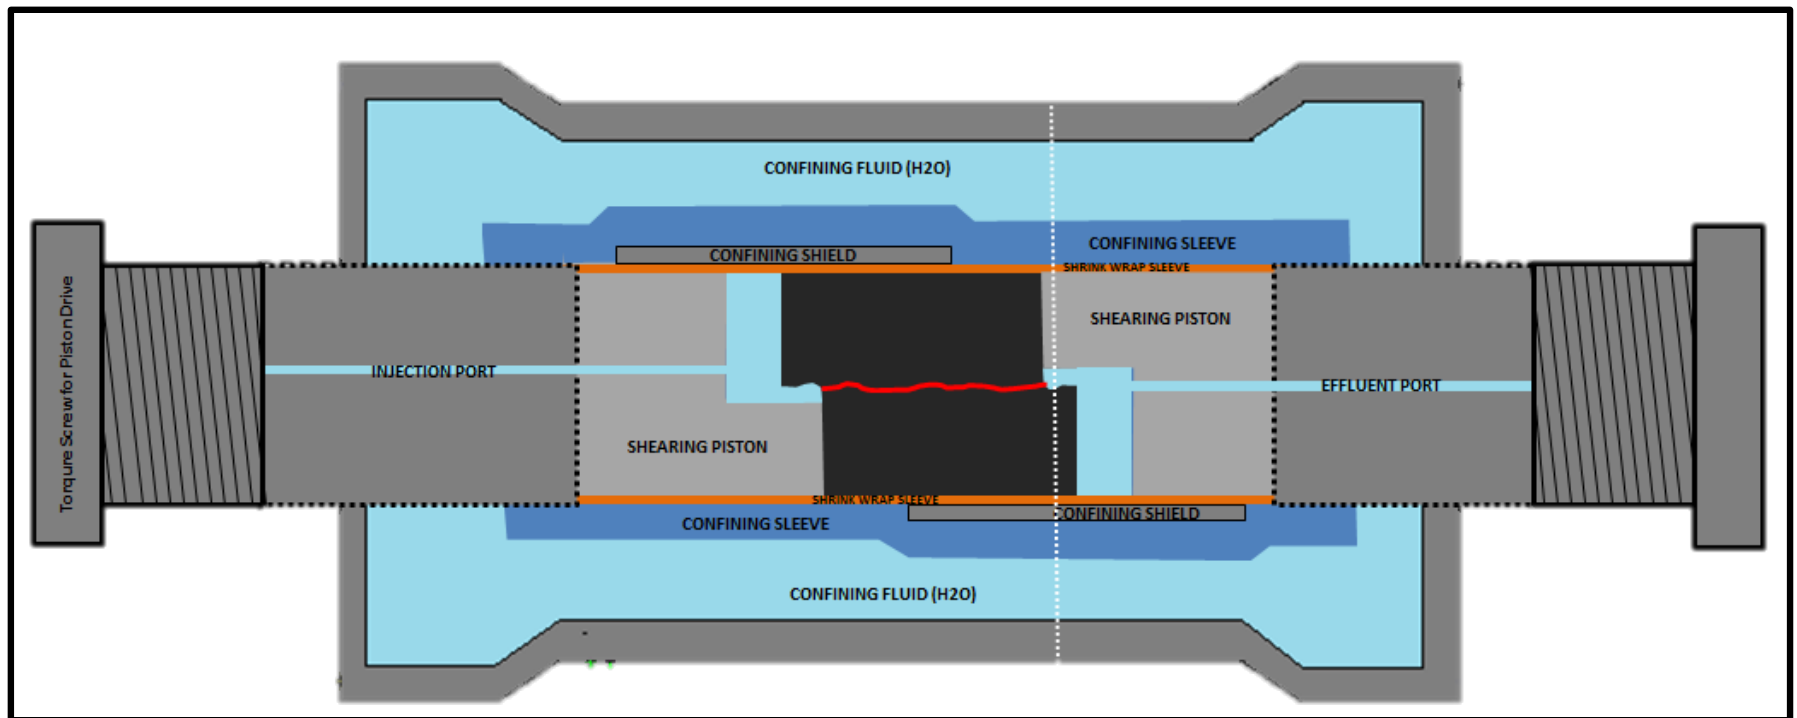 CONFINING FLUID (H2O)
CONFINING SLEEVE
CONFINING SHIELD
SHRINK WRAP SLEEVE
SHEARING PISTON
INJECTION PORT
EFFLUENT PORT
Torqure Screw for Piston Drive
SHEARING PISTON
SHRINK WRAP SLEEVE
CONFINING SHIELD
CONFINING SLEEVE
CONFINING FLUID (H2O)